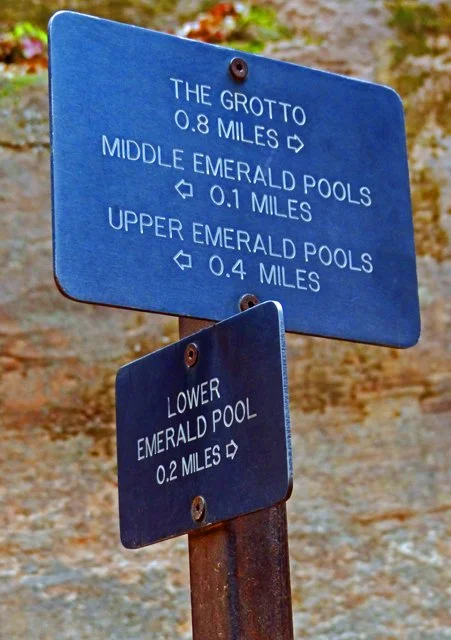 THE GROTTO
0.8 MILES ⇨
MIDDLE EMERALD POOLS
⇦ 0.1 MILES
UPPER EMERALD POOLS
⇦ 0.4 MILES
LOWER
EMERALD POOL
0.2 MILES ⇨